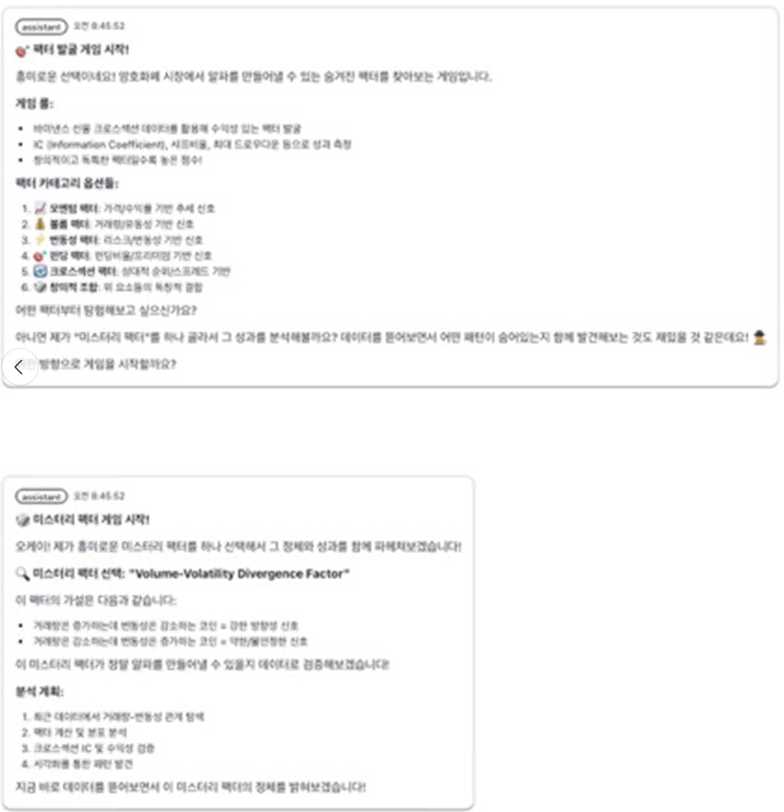 assistant 오전 8:45:52
🎯 팩터 발굴 게임 시작!
흥미로운 선택이네요! 암호화폐 시장에서 알파를 만들어낼 수 있는 숨겨진 팩터를 찾아보는 게임입니다.
게임 룰:
• 바이낸스 선물 크로스섹션 데이터를 활용해 수익성 있는 팩터 발굴
• IC (Information Coefficient), 샤프비율, 최대 드로우다운 등으로 성과 측정
• 창의적이고 독특한 팩터일수록 높은 점수!
팩터 카테고리 옵션들:
1. 📈 모멘텀 팩터: 가격/수익률 기반 추세 신호
2. 💰 볼륨 팩터: 거래량/유동성 기반 신호
3. ⚡ 변동성 팩터: 리스크/변동성 기반 신호
4. 🎯 펀딩 팩터: 펀딩비율/프리미엄 기반 신호
5. 🔄 크로스섹션 팩터: 상대적 순위/스프레드 기반
6. 🎲 창의적 조합: 위 요소들의 독창적 결합
어떤 팩터부터 탐험해보고 싶으신가요?
아니면 제가 "미스터리 팩터"를 하나 골라서 그 성과를 분석해볼까요? 데이터를 뜯어보면서 어떤 패턴이 숨어있는지 함께 발견해보는 것도 재밌을 것 같은데요! 🕵️
방향으로 게임을 시작할까요?
assistant 오전 8:45:52
🎲 미스터리 팩터 게임 시작!
오케이! 제가 흥미로운 미스터리 팩터를 하나 선택해서 그 정체와 성과를 함께 파헤쳐보겠습니다!
🔍 미스터리 팩터 선택: "Volume-Volatility Divergence Factor"
이 팩터의 가설은 다음과 같습니다:
• 거래량은 증가하는데 변동성은 감소하는 코인 = 강한 방향성 신호
• 거래량은 감소하는데 변동성은 증가하는 코인 = 약한/불안정한 신호
이 미스터리 팩터가 정말 알파를 만들어낼 수 있을지 데이터로 검증해보겠습니다!
분석 계획:
1. 최근 데이터에서 거래량-변동성 관계 탐색
2. 팩터 계산 및 분포 분석
3. 크로스섹션 IC 및 수익성 검증
4. 시각화를 통한 패턴 발견
지금 바로 데이터를 뜯어보면서 이 미스터리 팩터의 정체를 밝혀보겠습니다!